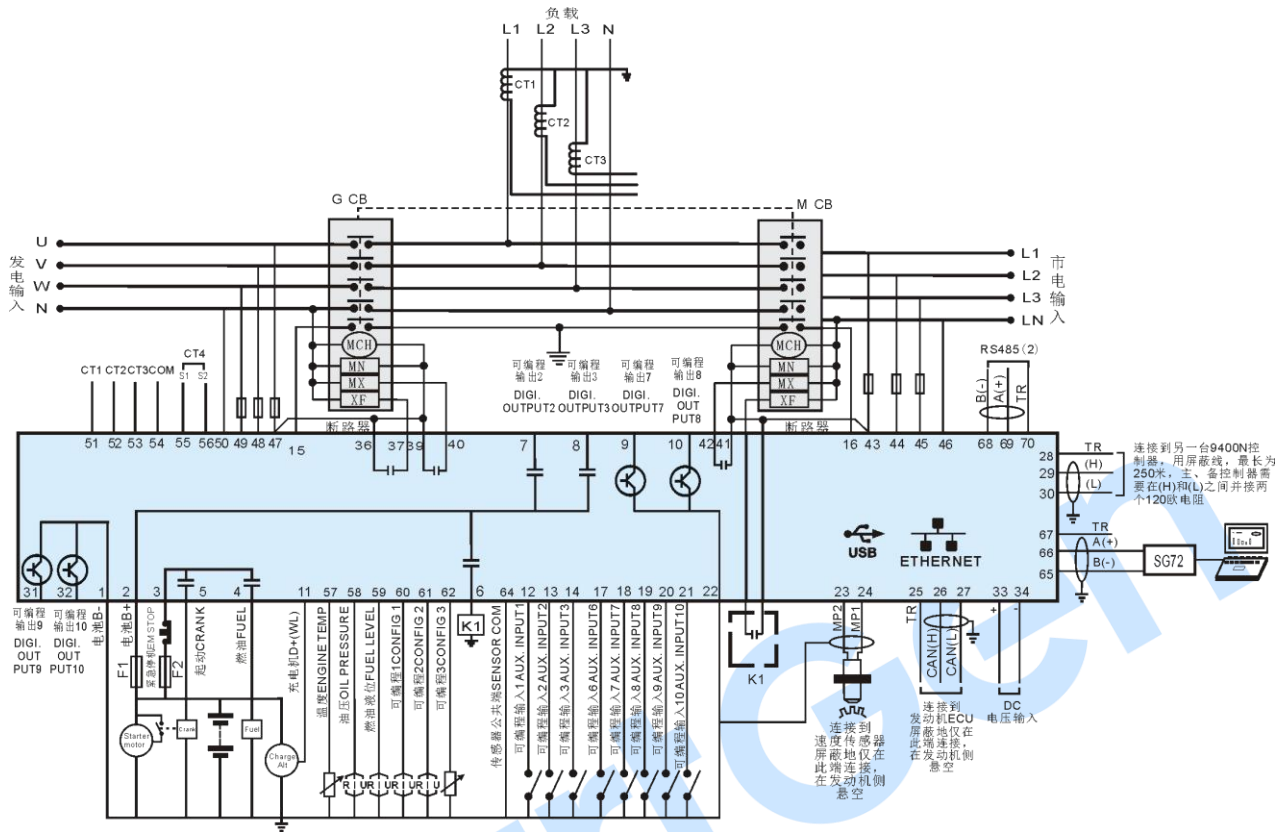 负载
L1 L2 L3 N
CT1
CT2
CT3
G CB
M CB
U
V
W
N
发电输入
L1
L2
L3
LN
市电输入
MCH
MN
MX
XF
断路器
MCH
MN
MX
XF
断路器
可编程
输出2
DIGI.
OUTPUT2
可编程
输出3
DIGI.
OUTPUT3
可编程
输出7
DIGI.
OUTPUT7
可编程
输出8
DIGI.
OUT
PUT8
RS485(2)
B(-)
A(+)
TR
CT4
CT1 CT2 CT3 COM S1 S2
51 52 53 54 55 56 50 49 48 47 15 36 37 39 40 7 8 9 10 42 41 16 43 44 45 46 68 69 70
28 TR
29 (H)
30 (L)
连接到另一台9400N控
制器，用屏蔽线，最长为
250米，主、备控制器需
要在(H)和(L)之间并接两
个120欧电阻
67 TR
66 A(+)
65 B(-)
SG72
USB
ETHERNET
31 32 1 2 3 5 4 11 57 58 59 60 61 62 6 64 12 13 14 17 18 19 20 21 22 23 24 25 26 27 33 34
可编程
输出9
DIGI.
OUT
PUT9
可编程
输出10
DIGI.
OUT
PUT10
电池B-
电池B+
F1
紧急停机EM STOP
F2
起动CRANK
燃油FUEL
充电机D+(WL)
温度ENGINE TEMP
油压OIL PRESSURE
燃油液位FUEL LEVEL
可编程1CONFIG 1
可编程2CONFIG 2
可编程3CONFIG 3
K1
传感器公共端SENSOR COM
可编程输入1AUX. INPUT1
可编程输入2AUX. INPUT2
可编程输入3AUX. INPUT3
可编程输入6AUX. INPUT6
可编程输入7AUX. INPUT7
可编程输入8AUX. INPUT8
可编程输入9AUX. INPUT9
可编程输入10AUX. INPUT10
K1
MP2
MP1
TR
CAN(H)
CAN(L)
+
-
DC
电压输入
连接到
速度传感器
屏蔽地仅在
此端连接，
在发动机侧
悬空
连接到
发动机ECU
屏蔽地仅在
此端连接，
在发动机侧
悬空
Starter
motor
Crank
Fuel
Charge
Alt
R U R U R U R U